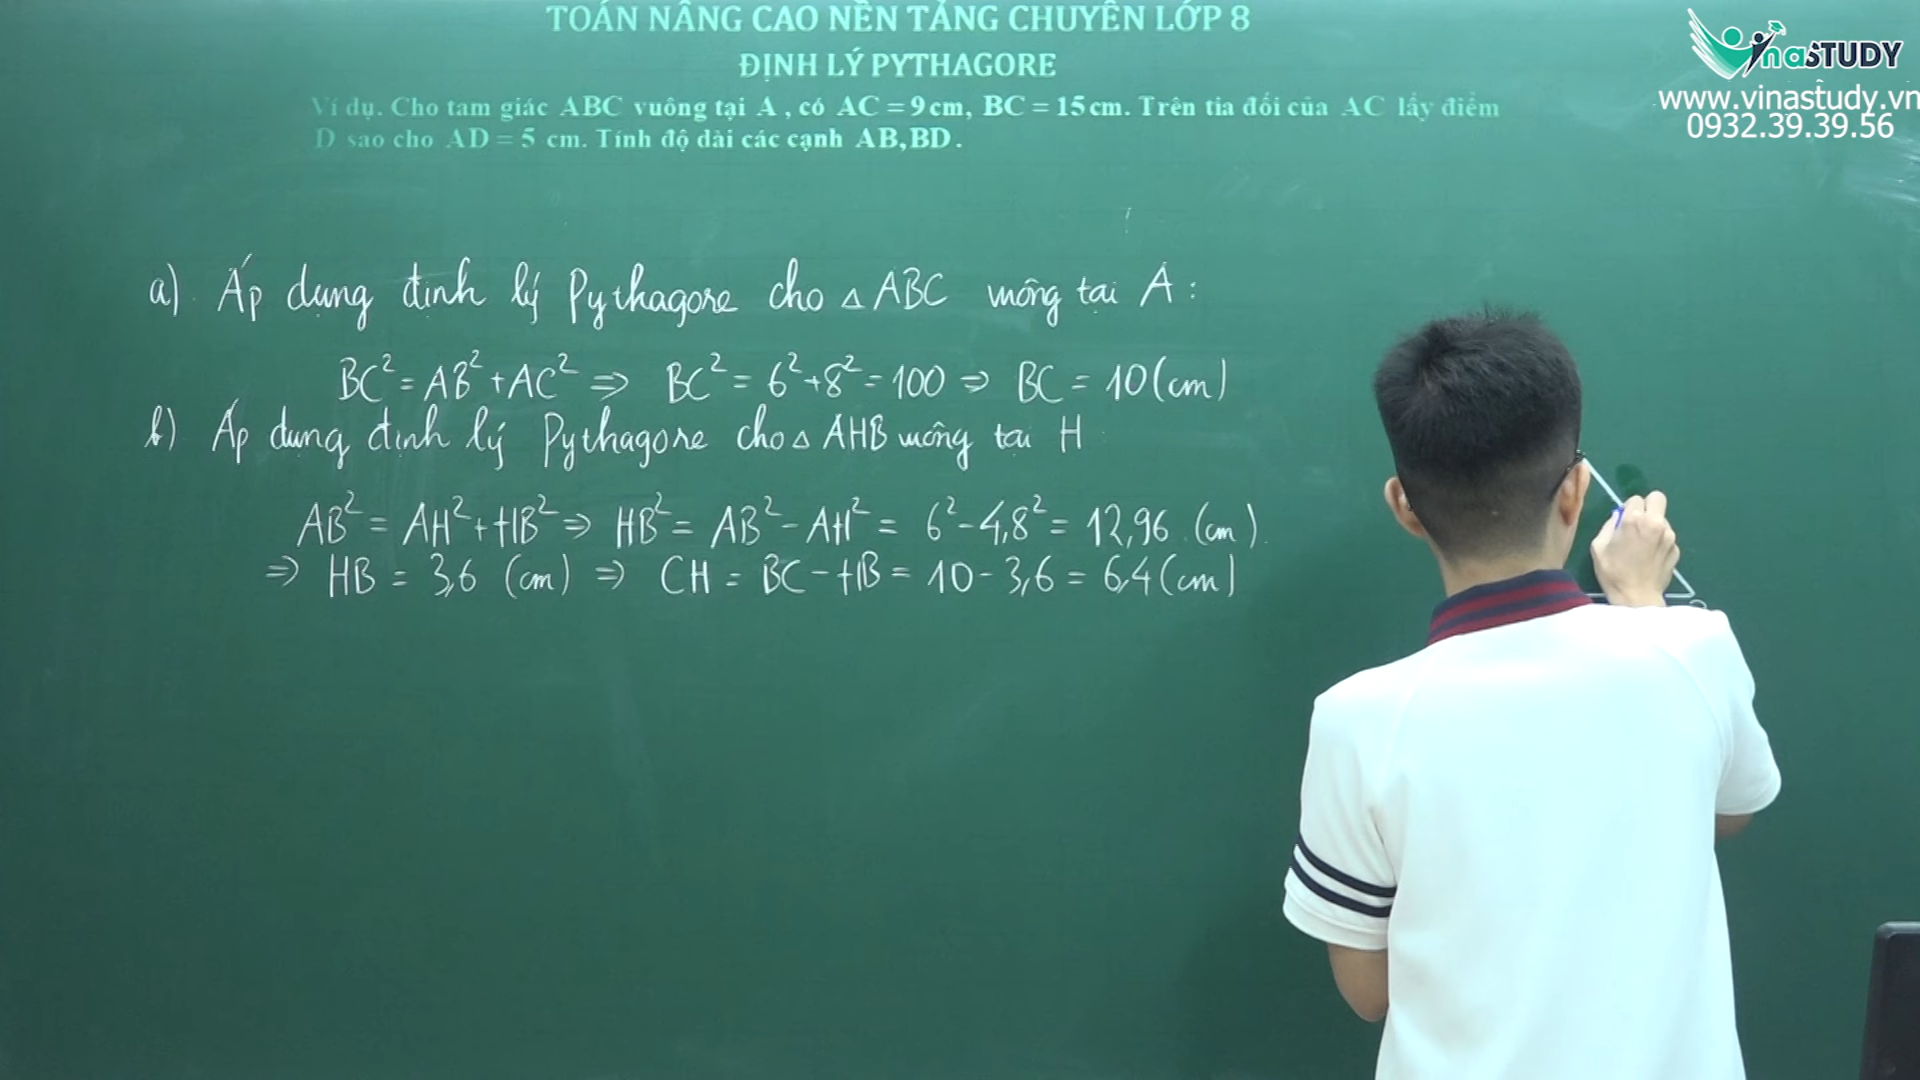 TOÁN NÂNG CAO NỀN TẢNG CHUYÊN LỚP 8
ĐỊNH LÝ PYTHAGORE
Ví dụ. Cho tam giác ABC vuông tại A, có AC = 9 cm, BC = 15 cm. Trên tia đối của AC lấy điểm
D sao cho AD = 5 cm. Tính độ dài các cạnh AB, BD.
VinaSTUDY
www.vinastudy.vn
0932.39.39.56
a) Áp dụng định lý Pythagore cho △ABC vuông tại A :
BC² = AB² + AC² ⇒ BC² = 6² + 8² = 100 ⇒ BC = 10 (cm)
b) Áp dụng định lý Pythagore cho △AHB vuông tại H
AB² = AH² + HB² ⇒ HB² = AB² - AH² = 6² - 4,8² = 12,96 (cm).
⇒ HB = 3,6 (cm) ⇒ CH = BC - HB = 10 - 3,6 = 6,4 (cm)